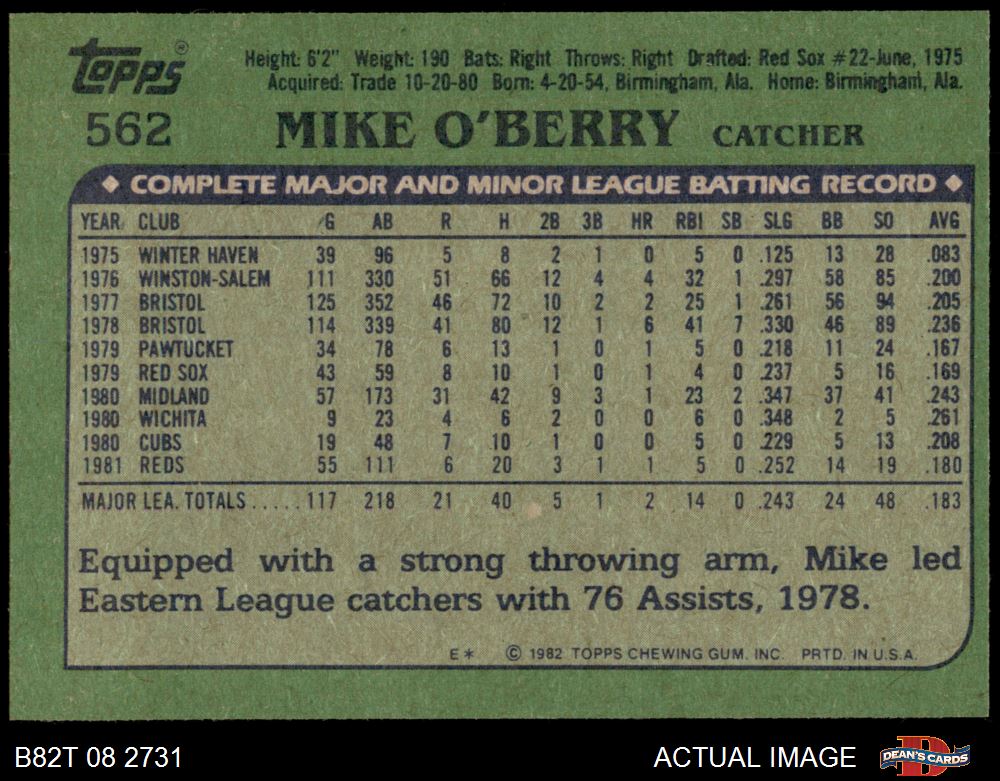 topps®
Height: 6'2" Weight: 190 Bats: Right Throws: Right Drafted: Red Sox #22-June, 1975
Acquired: Trade 10-20-80 Born: 4-20-54, Birmingham, Ala. Home: Birmingham, Ala.
562 MIKE O'BERRY CATCHER
◆ COMPLETE MAJOR AND MINOR LEAGUE BATTING RECORD ◆
YEAR CLUB G AB R H 2B 3B HR RBI SB SLG BB SO AVG
1975 WINTER HAVEN 39 96 5 8 2 1 0 5 0 .125 13 28 .083
1976 WINSTON-SALEM 111 330 51 66 12 4 4 32 1 .297 58 85 .200
1977 BRISTOL 125 352 46 72 10 2 2 25 1 .261 56 94 .205
1978 BRISTOL 114 339 41 80 12 1 6 41 7 .330 46 89 .236
1979 PAWTUCKET 34 78 6 13 1 0 1 5 0 .218 11 24 .167
1979 RED SOX 43 59 8 10 1 0 1 4 0 .237 5 16 .169
1980 MIDLAND 57 173 31 42 9 3 1 23 2 .347 37 41 .243
1980 WICHITA 9 23 4 6 2 0 0 6 0 .348 2 5 .261
1980 CUBS 19 48 7 10 1 0 0 5 0 .229 5 13 .208
1981 REDS 55 111 6 20 3 1 1 5 0 .252 14 19 .180
MAJOR LEA. TOTALS.....117 218 21 40 5 1 2 14 0 .243 24 48 .183
Equipped with a strong throwing arm, Mike led
Eastern League catchers with 76 Assists, 1978.
E* © 1982 TOPPS CHEWING GUM. INC. PRTD. IN U.S.A.
B82T 08 2731 ACTUAL IMAGE D DEAN'S CARDS